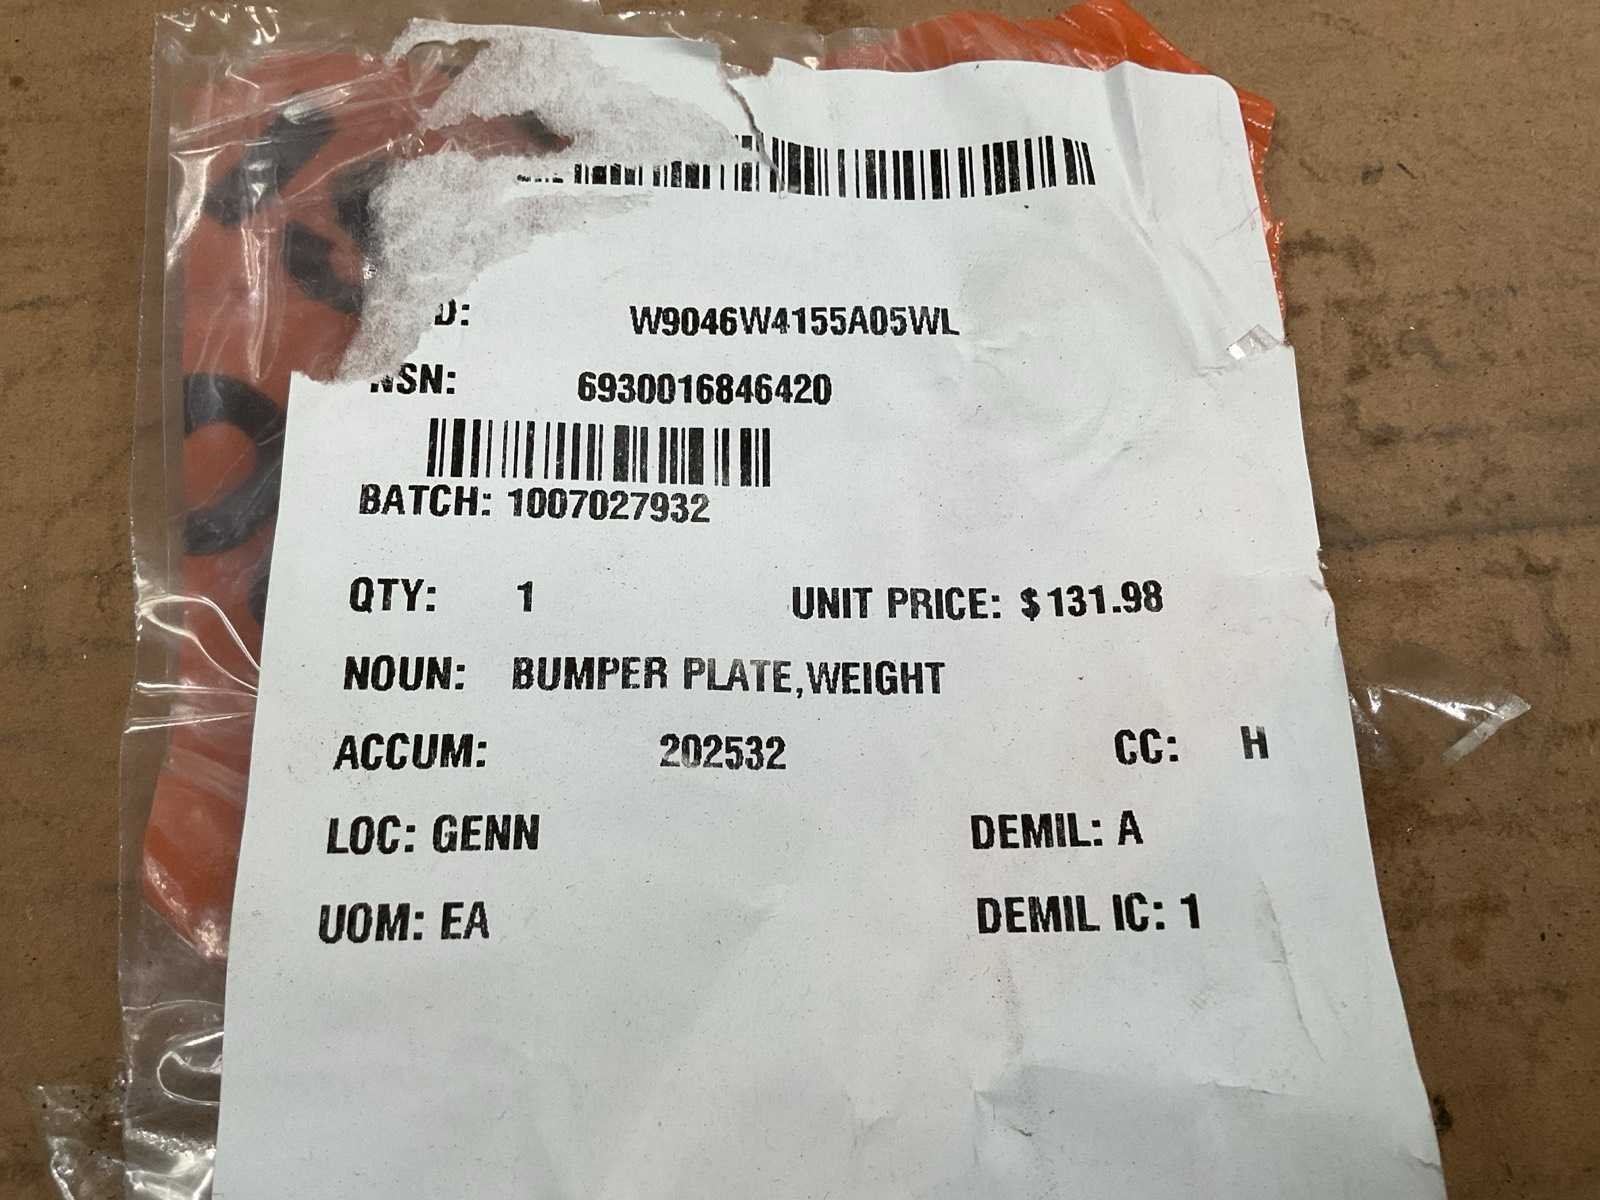 D: W9046W4155A05WL
NSN: 6930016846420
BATCH: 1007027932
QTY: 1 UNIT PRICE: $131.98
NOUN: BUMPER PLATE,WEIGHT
ACCUM: 202532 CC: H
LOC: GENN DEMIL: A
UOM: EA DEMIL IC: 1